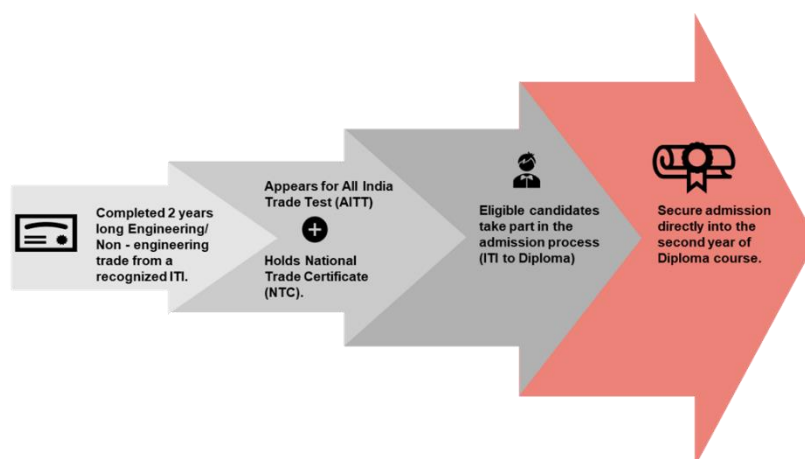 Completed 2 years
long Engineering/
Non - engineering
trade from a
recognized ITI.
Appears for All India
Trade Test (AITT)
Holds National
Trade Certificate
(NTC).
Eligible candidates
take part in the
admission process
(ITI to Diploma)
Secure admission
directly into the
second year of
Diploma course.